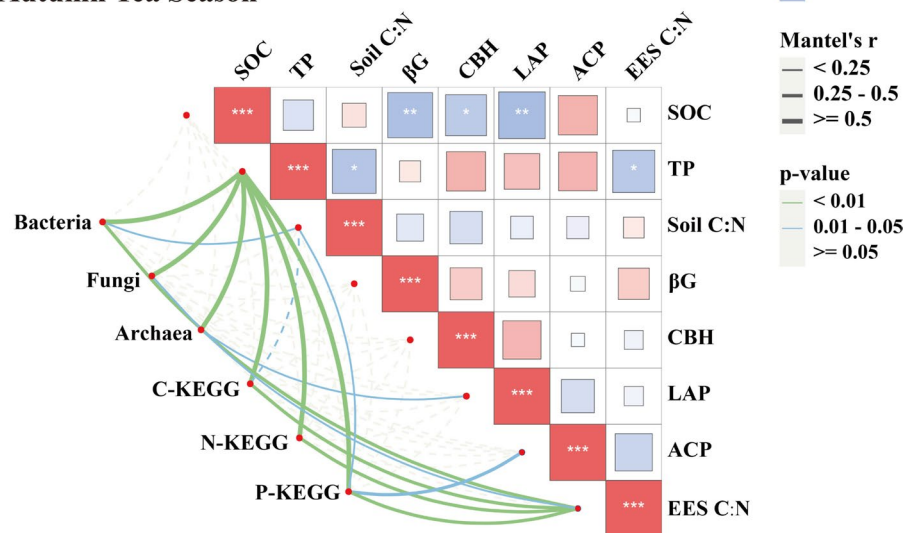 Autumn Tea Season
SOC TP Soil C:N βG CBH LAP ACP EES C:N
*** ** * ** SOC
*** * * TP
*** Soil C:N
*** βG
*** CBH
*** LAP
*** ACP
*** EES C:N
Bacteria
Fungi
Archaea
C-KEGG
N-KEGG
P-KEGG
Mantel's r
< 0.25
0.25 - 0.5
>= 0.5
p-value
< 0.01
0.01 - 0.05
>= 0.05